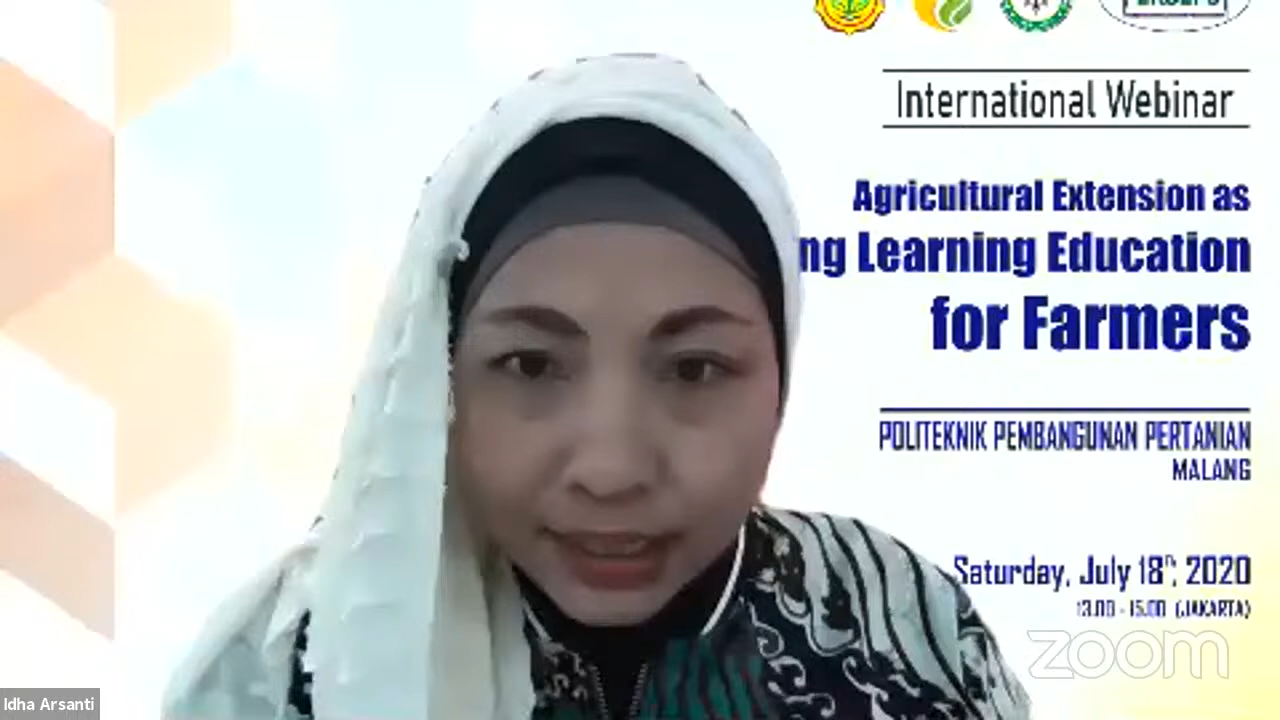 International Webinar
Agricultural Extension as
ng Learning Education
for Farmers
POLITEKNIK PEMBANGUNAN PERTANIAN
MALANG
Saturday, July 18th, 2020
13.00 - 15.00 (JAKARTA)
zoom
Idha Arsanti